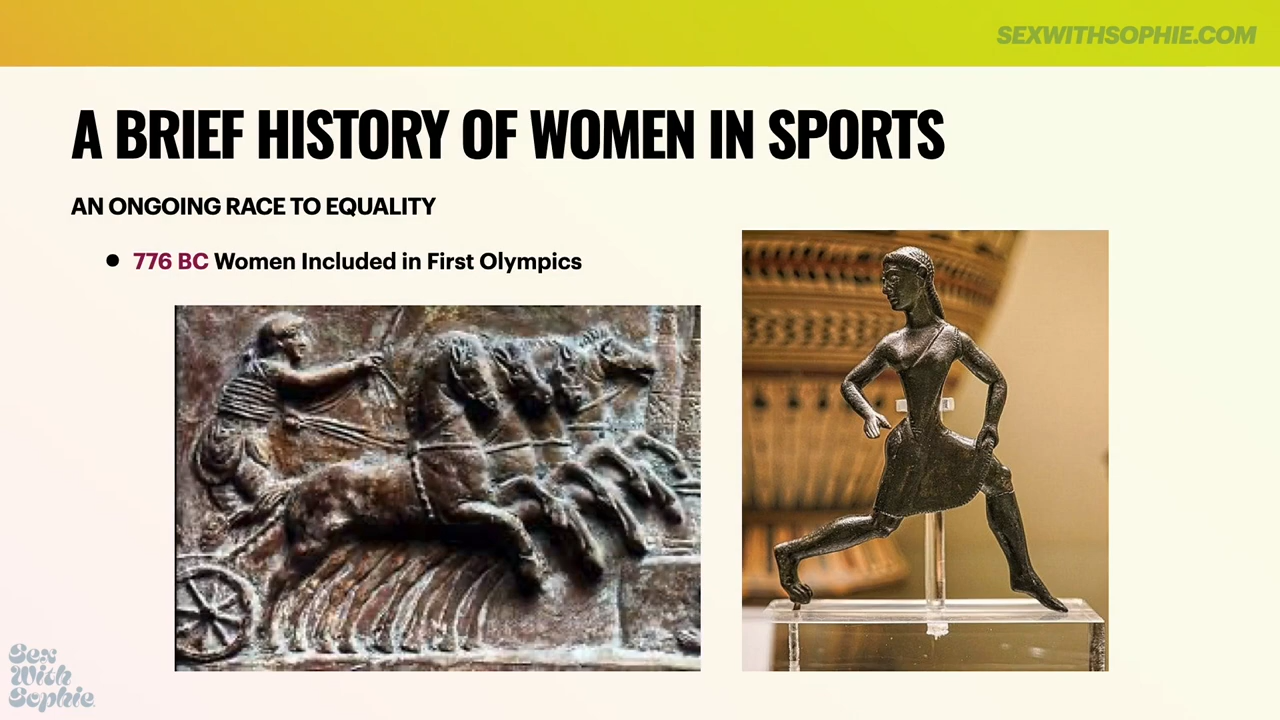 SEXWITHSOPHIE.COM
A BRIEF HISTORY OF WOMEN IN SPORTS
AN ONGOING RACE TO EQUALITY
● 776 BC Women Included in First Olympics
Sex
With
Sophie